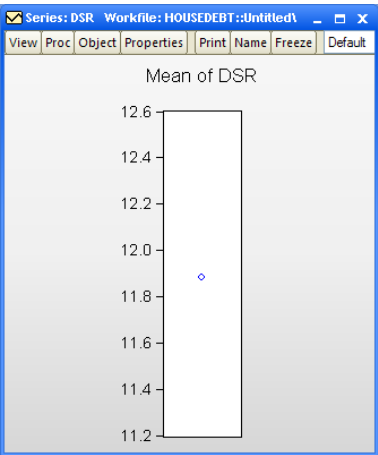 Series: DSR Workfile: HOUSEDEBT::Untitled\
View Proc Object Properties Print Name Freeze Default
Mean of DSR
12.6
12.4
12.2
12.0
11.8
11.6
11.4
11.2